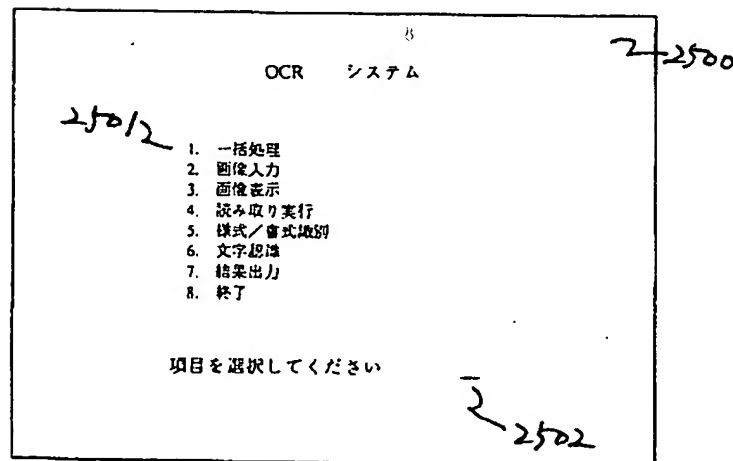 8
2500
OCR システム
25012
1. 一括処理
2. 画像入力
3. 画像表示
4. 読み取り実行
5. 様式/書式識別
6. 文字認識
7. 結果出力
8. 終了
項目を選択してください
2502